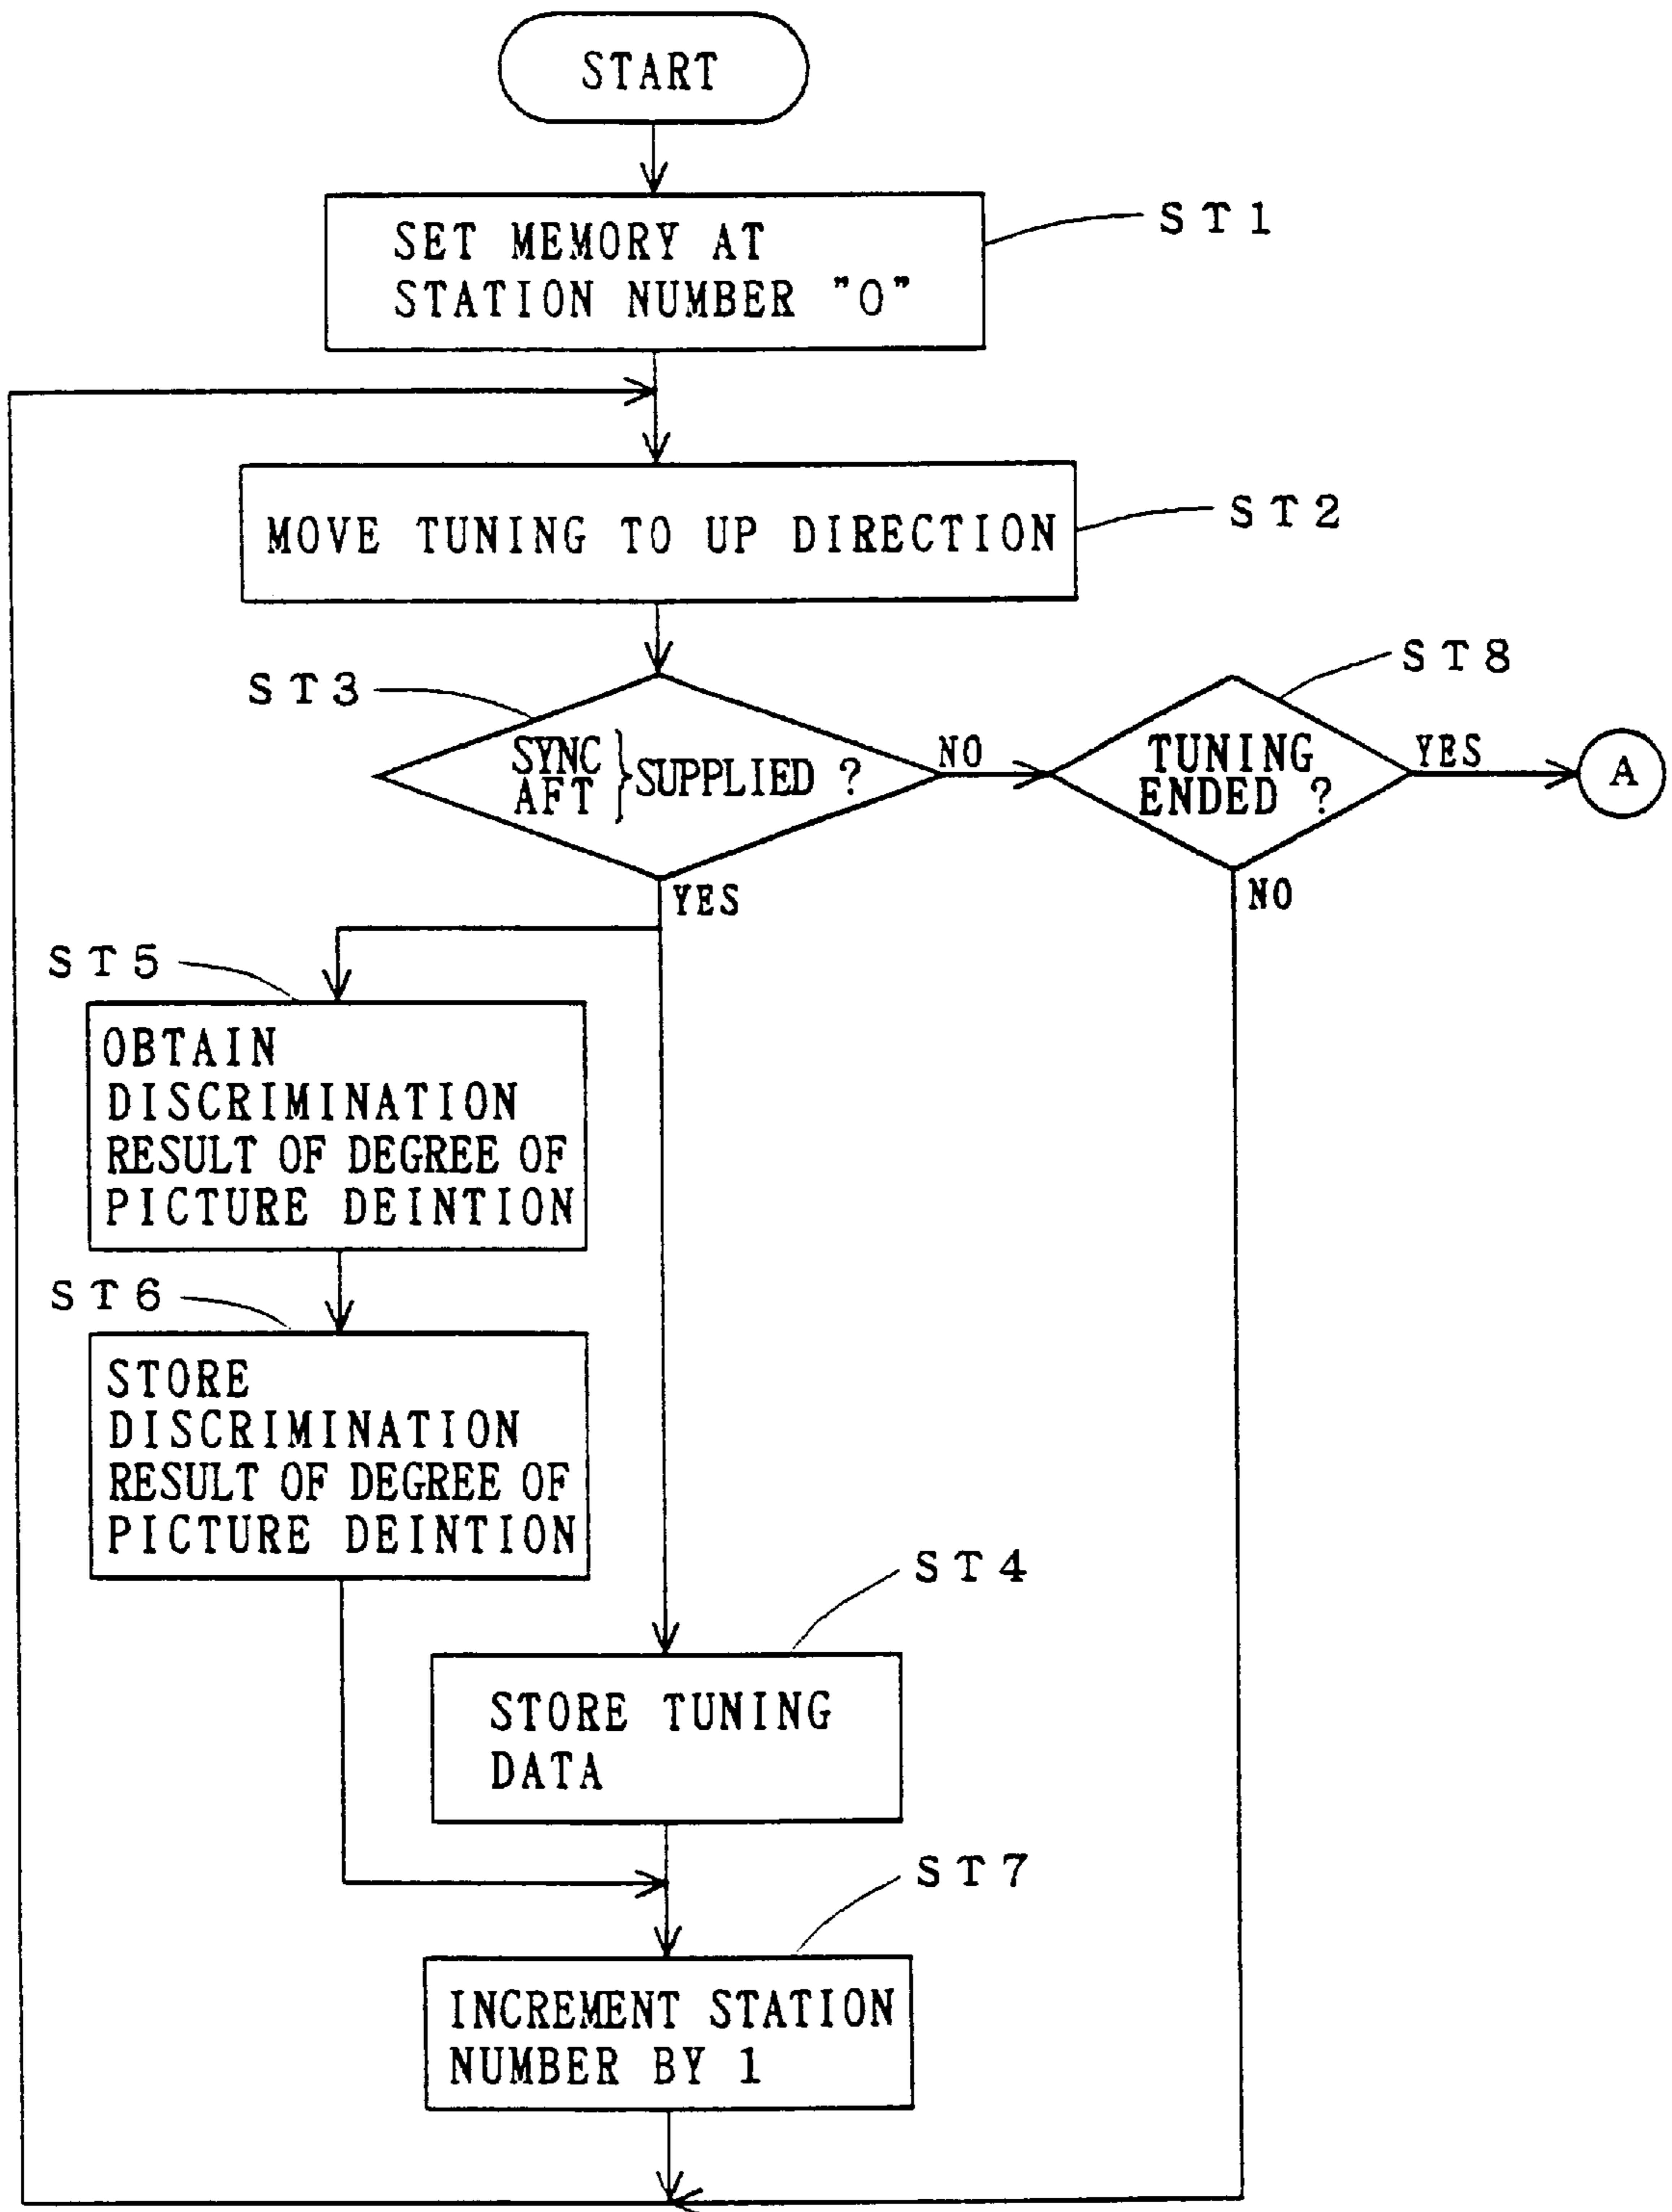 START
SET MEMORY AT
STATION NUMBER "0"
ST1
MOVE TUNING TO UP DIRECTION
ST2
ST3
SYNC
AFT
} SUPPLIED ?
NO
ST8
TUNING
ENDED ?
YES
A
YES
NO
ST5
OBTAIN
DISCRIMINATION
RESULT OF DEGREE OF
PICTURE DEINTION
ST6
STORE
DISCRIMINATION
RESULT OF DEGREE OF
PICTURE DEINTION
ST4
STORE TUNING
DATA
ST7
INCREMENT STATION
NUMBER BY 1